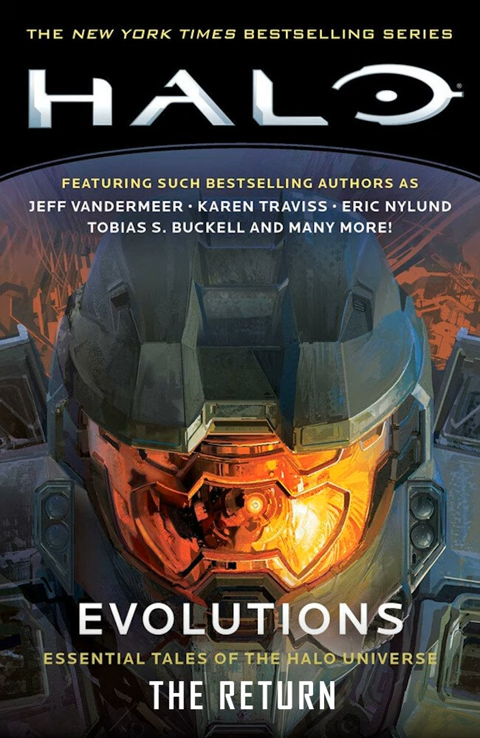 THE NEW YORK TIMES BESTSELLING SERIES
HALO
FEATURING SUCH BESTSELLING AUTHORS AS
JEFF VANDERMEER • KAREN TRAVISS • ERIC NYLUND
TOBIAS S. BUCKELL AND MANY MORE!
EVOLUTIONS
ESSENTIAL TALES OF THE HALO UNIVERSE
THE RETURN